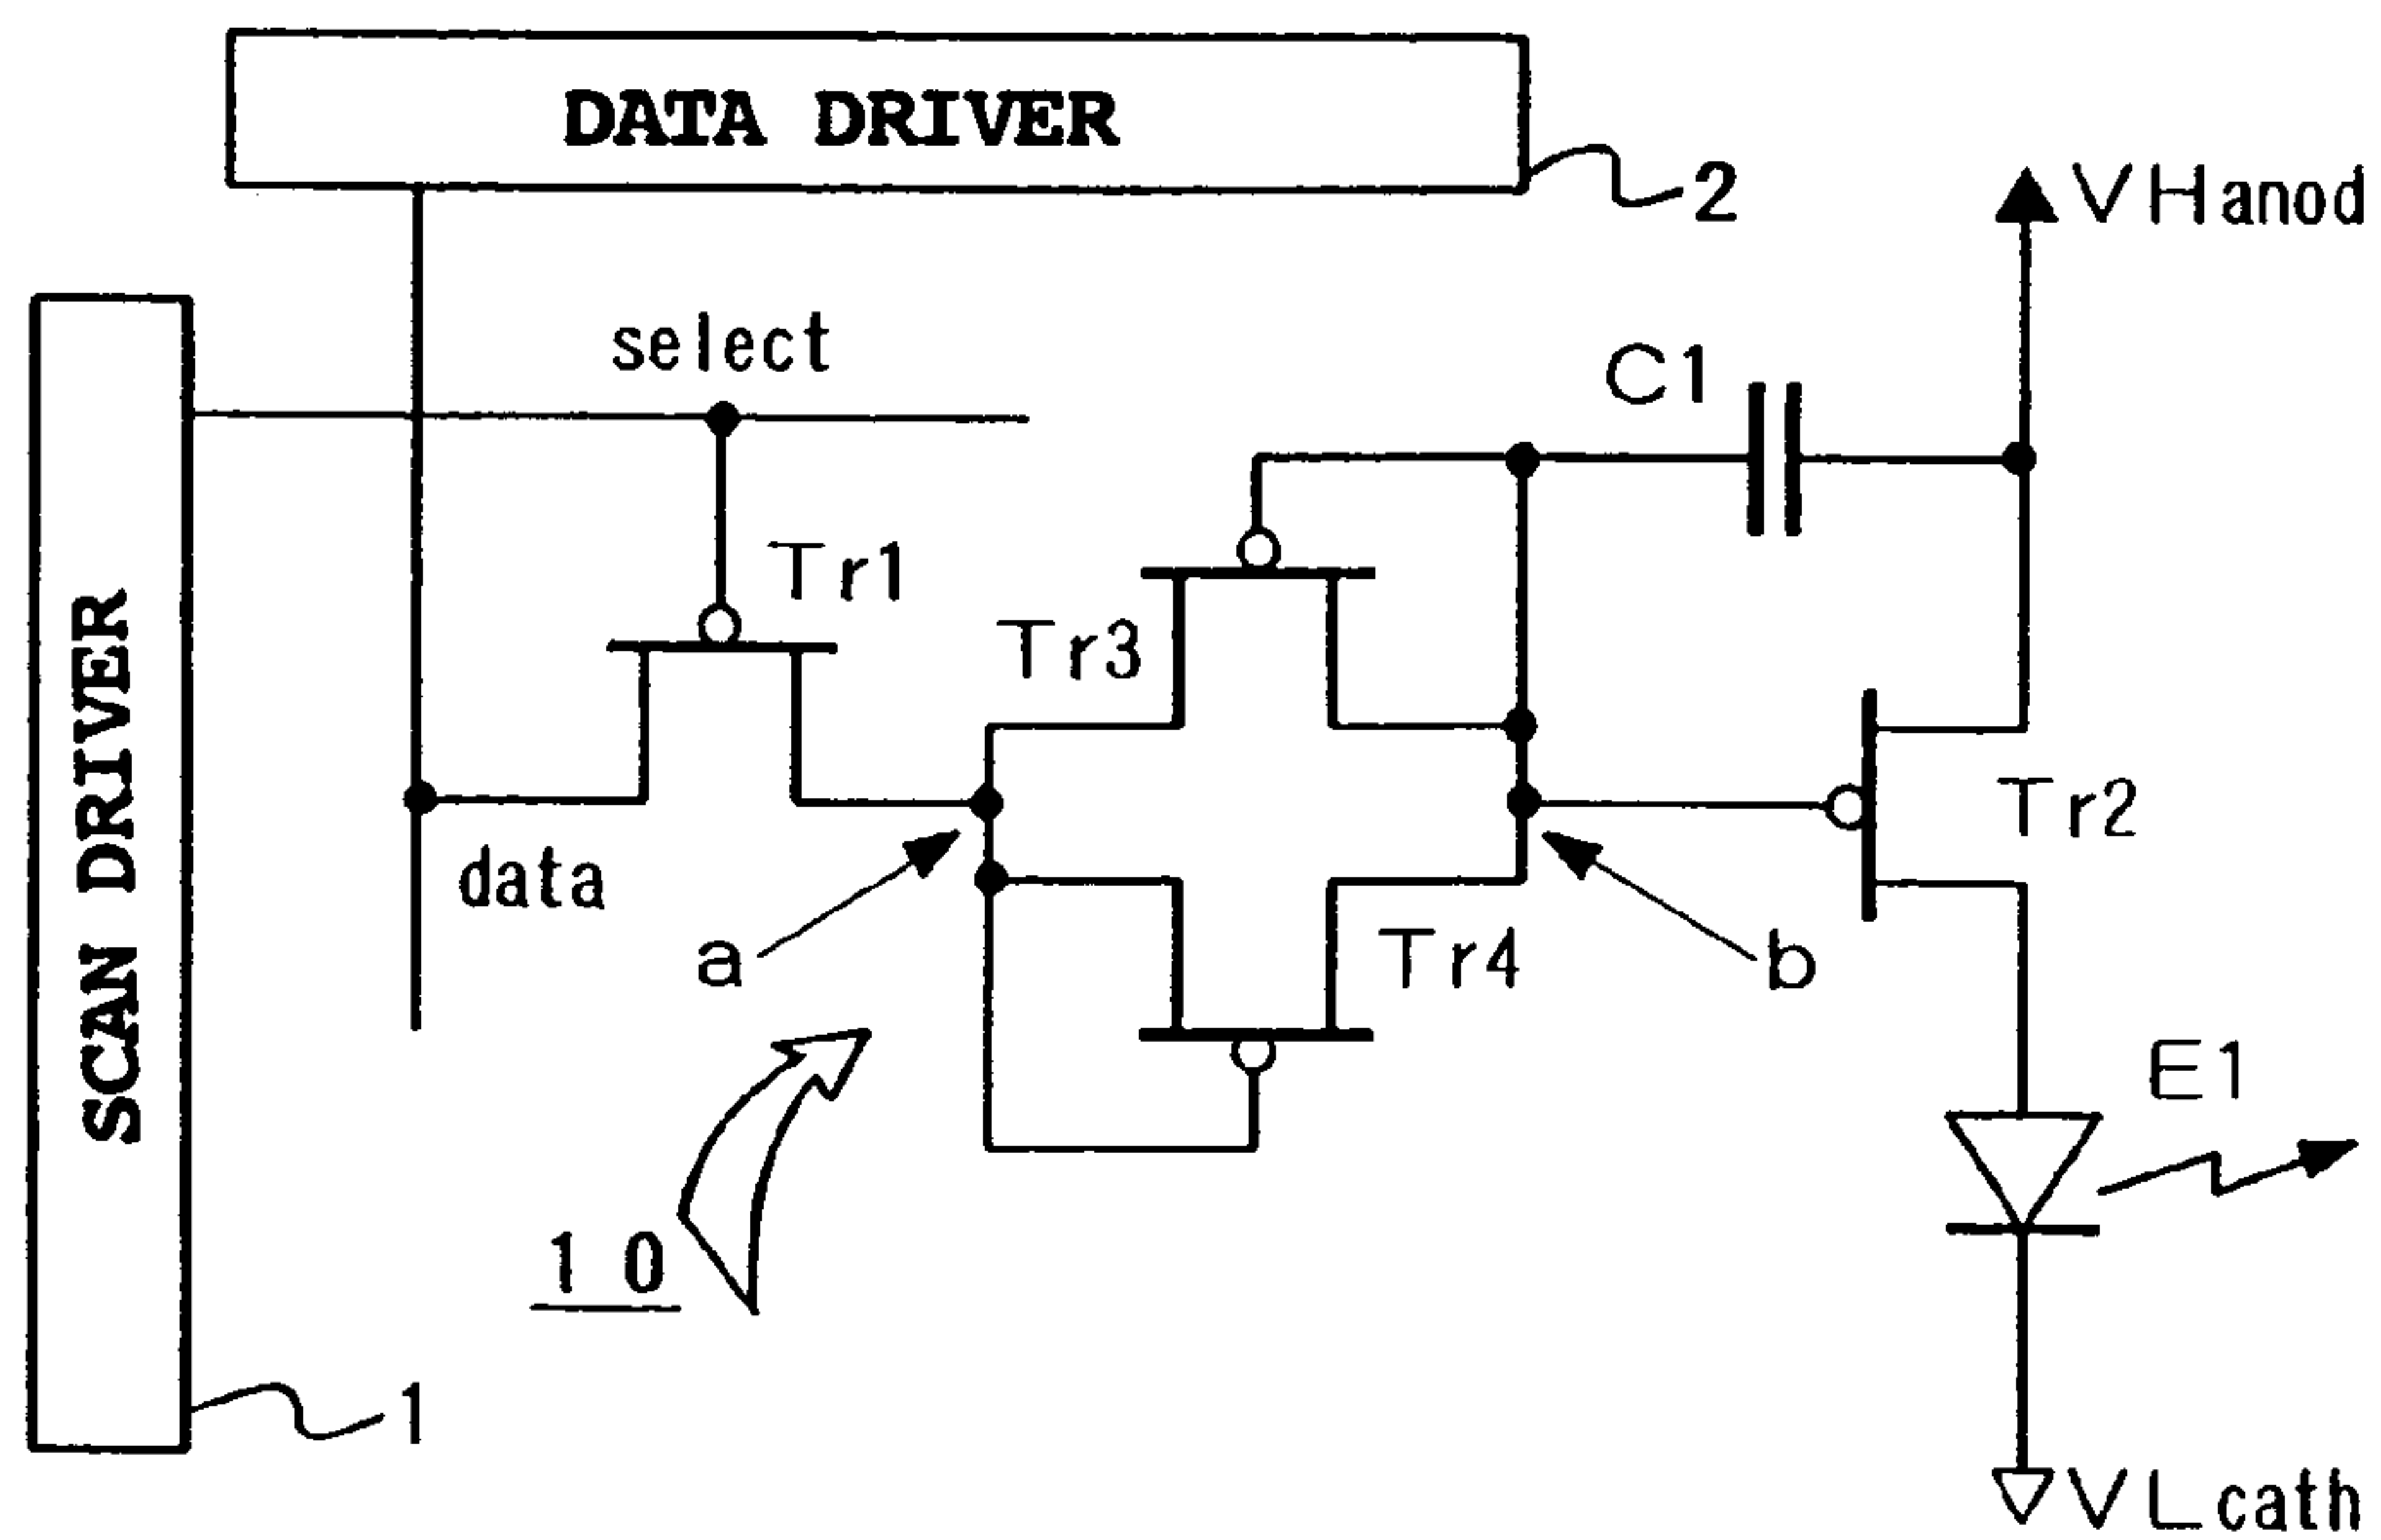 DATA DRIVER
2
VHanod
select
C1
Tr1
Tr3
SCAN DRIVER
Tr2
data
a
Tr4
b
E1
10
1
VLcath